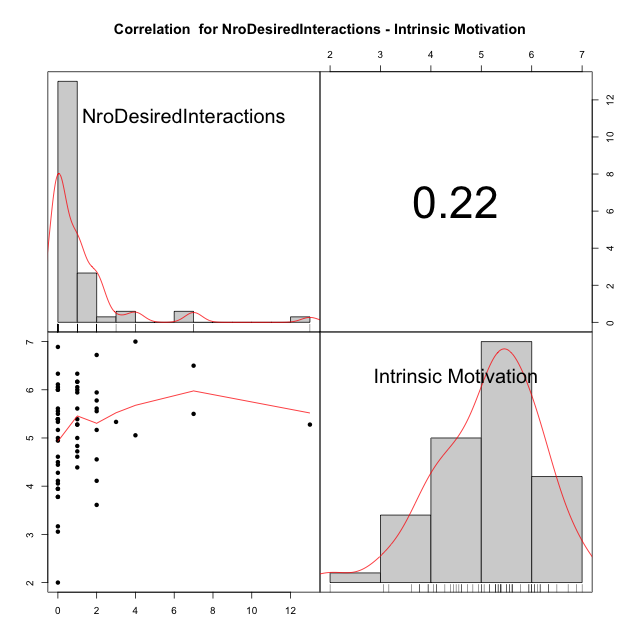 Correlation  for NroDesiredInteractions - Intrinsic Motivation
2 3 4 5 6 7
NroDesiredInteractions
0.22
12
10
8
6
4
2
0
7
6
5
4
3
2
Intrinsic Motivation
0 2 4 6 8 10 12